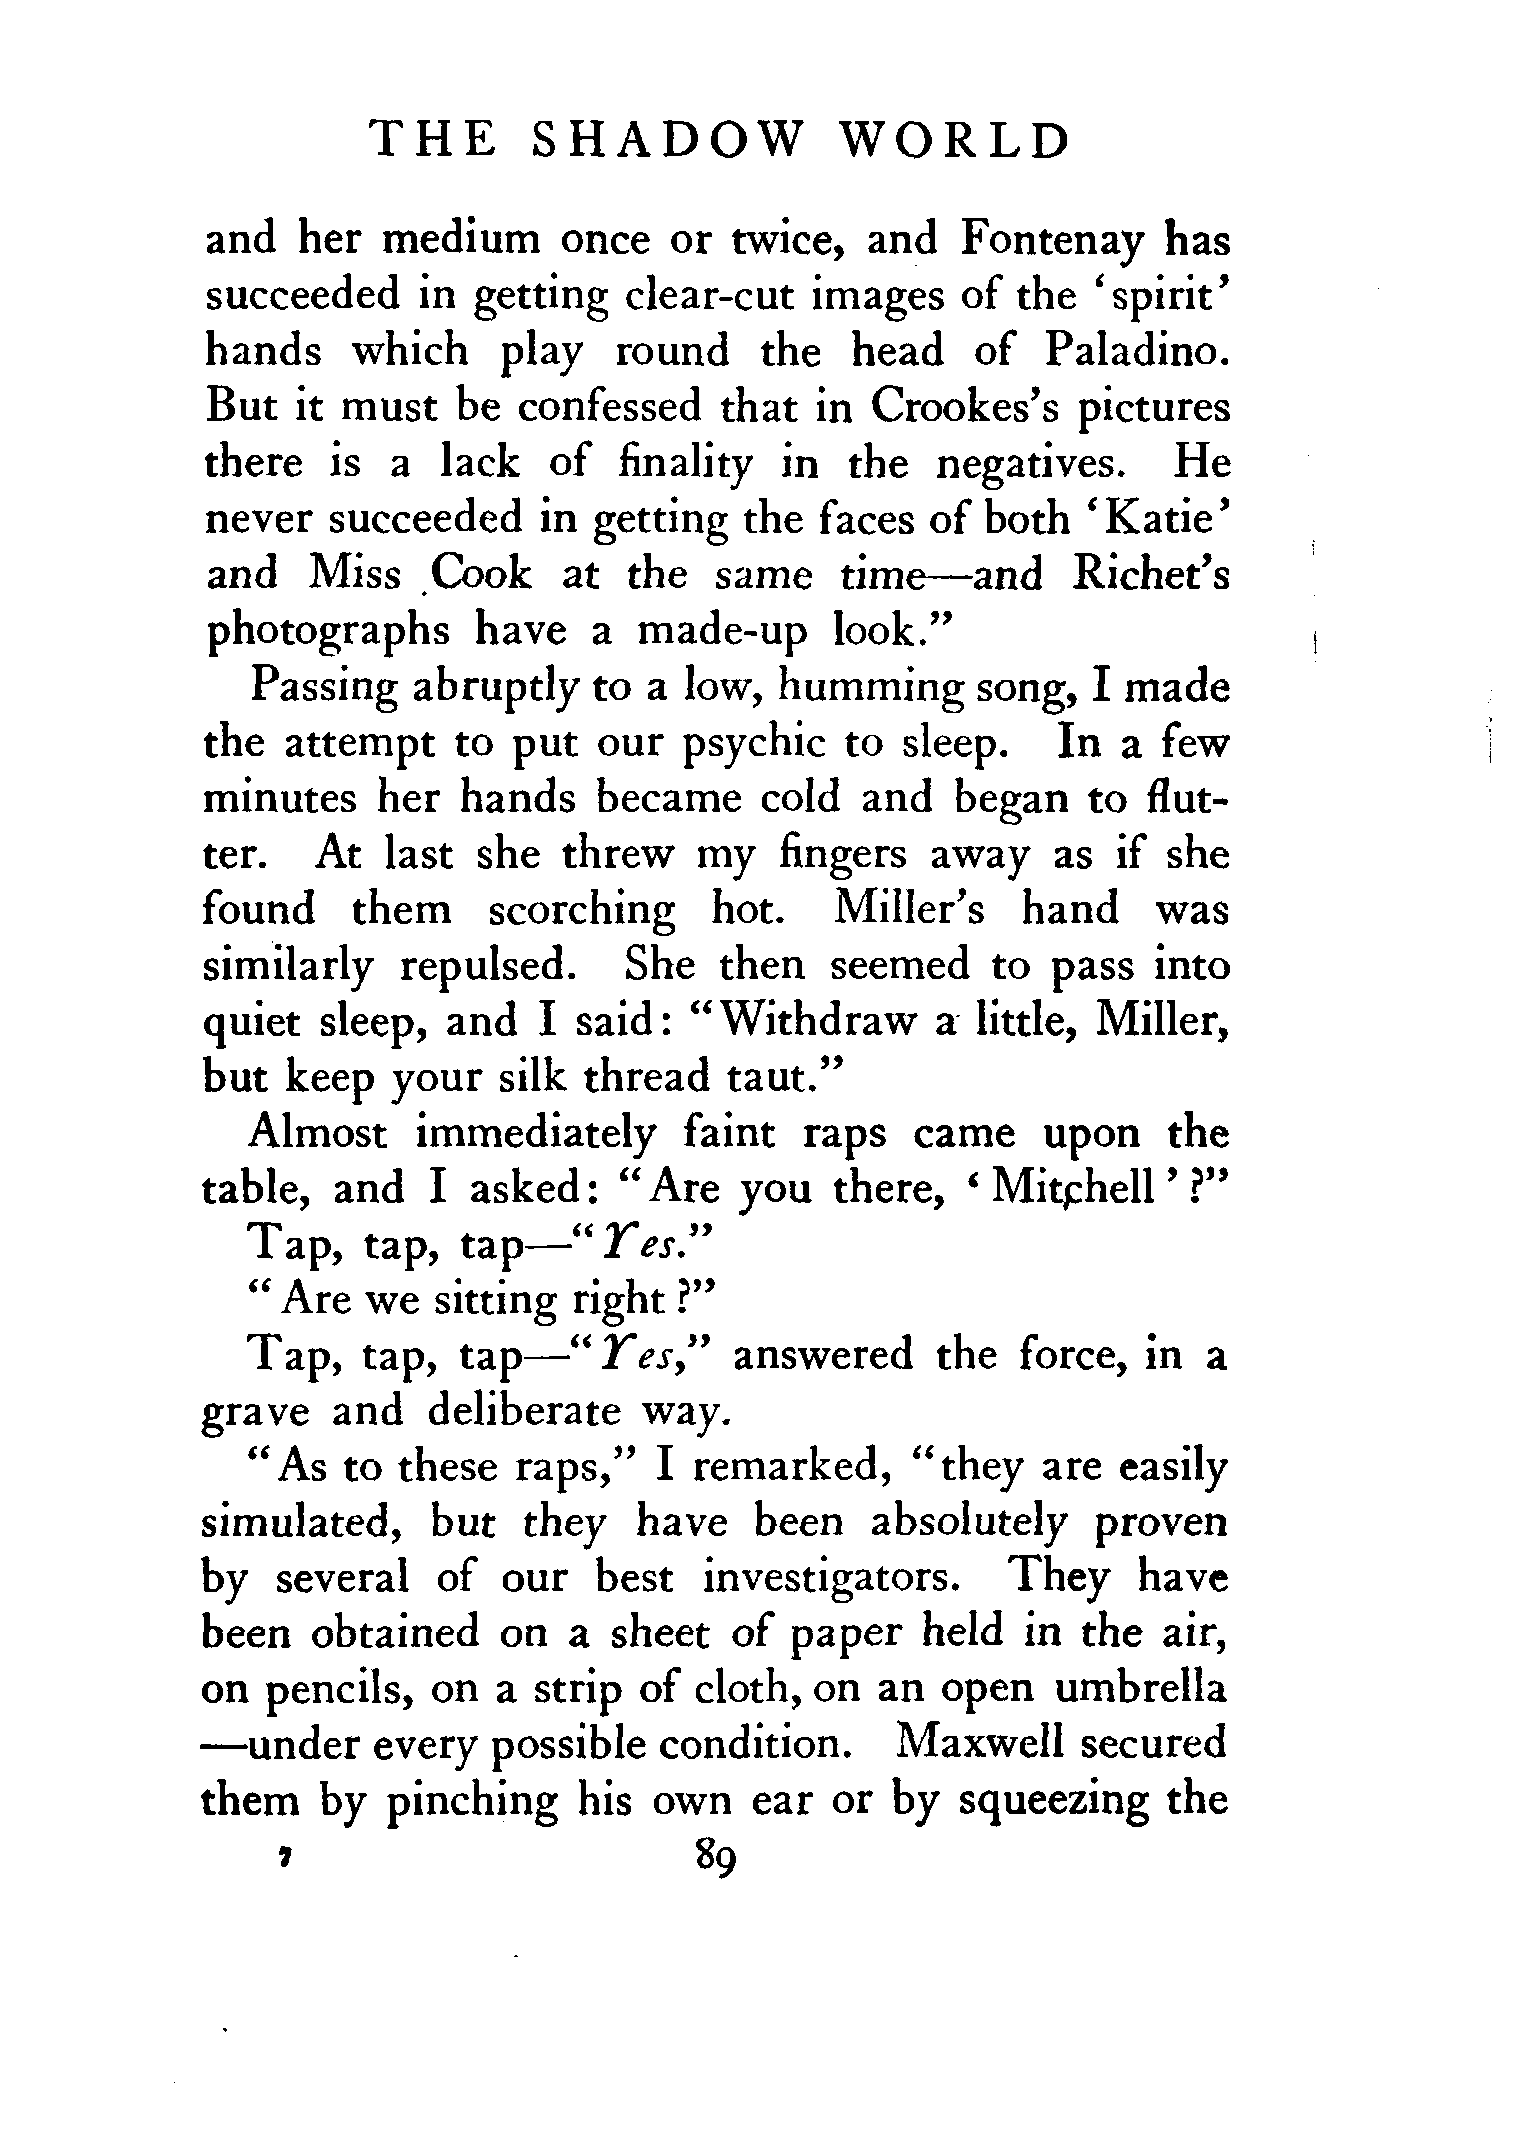 THE SHADOW WORLD
and her medium once or twice, and Fontenay has
succeeded in getting clear-cut images of the ‘spirit’
hands which play round the head of Paladino.
But it must be confessed that in Crookes’s pictures
there is a lack of finality in the negatives. He
never succeeded in getting the faces of both ‘Katie’
and Miss Cook at the same time—and Richet’s
photographs have a made-up look.”
Passing abruptly to a low, humming song, I made
the attempt to put our psychic to sleep. In a few
minutes her hands became cold and began to flut-
ter. At last she threw my fingers away as if she
found them scorching hot. Miller’s hand was
similarly repulsed. She then seemed to pass into
quiet sleep, and I said: “Withdraw a little, Miller,
but keep your silk thread taut.”
Almost immediately faint raps came upon the
table, and I asked: “Are you there, ‘Mitchell’?”
Tap, tap, tap—“Yes.”
“Are we sitting right?”
Tap, tap, tap—“Yes,” answered the force, in a
grave and deliberate way.
“As to these raps,” I remarked, “they are easily
simulated, but they have been absolutely proven
by several of our best investigators. They have
been obtained on a sheet of paper held in the air,
on pencils, on a strip of cloth, on an open umbrella
—under every possible condition. Maxwell secured
them by pinching his own ear or by squeezing the
7 89